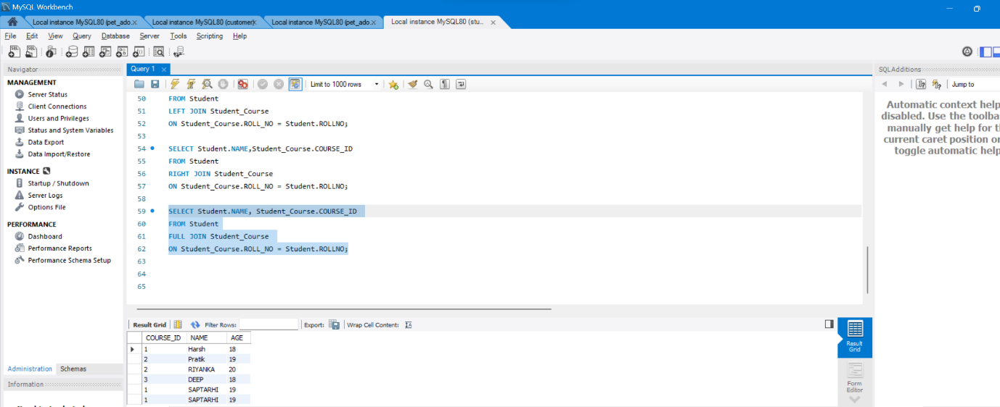 MySQL Workbench
Local instance MySQL80 (pet_ado...
Local instance MySQL80 (customer)
Local instance MySQL80 (pet_ado...
Local instance MySQL80 (stu...
File Edit View Query Database Server Tools Scripting Help
Navigator
MANAGEMENT
Server Status
Client Connections
Users and Privileges
Status and System Variables
Data Export
Data Import/Restore
INSTANCE
Startup / Shutdown
Server Logs
Options File
PERFORMANCE
Dashboard
Performance Reports
Performance Schema Setup
Administration Schemas
Information
Query 1
Limit to 1000 rows
50 FROM Student
51 LEFT JOIN Student_Course
52 ON Student_Course.ROLL_NO = Student.ROLLNO;
53
54 SELECT Student.NAME,Student_Course.COURSE_ID
55 FROM Student
56 RIGHT JOIN Student_Course
57 ON Student_Course.ROLL_NO = Student.ROLLNO;
58
59 SELECT Student.NAME, Student_Course.COURSE_ID
60 FROM Student
61 FULL JOIN Student_Course
62 ON Student_Course.ROLL_NO = Student.ROLLNO;
63
64
65
Result Grid Filter Rows: Export: Wrap Cell Content:
COURSE_ID NAME AGE
1 Harsh 18
2 Pratik 19
2 RIYANKA 20
3 DEEP 18
1 SAPTARHI 19
1 SAPTARHI 19
Result
Grid
Form
Editor
SQLAdditions
Jump to
Automatic context help
disabled. Use the toolba
manually get help for t
current caret position o
toggle automatic help